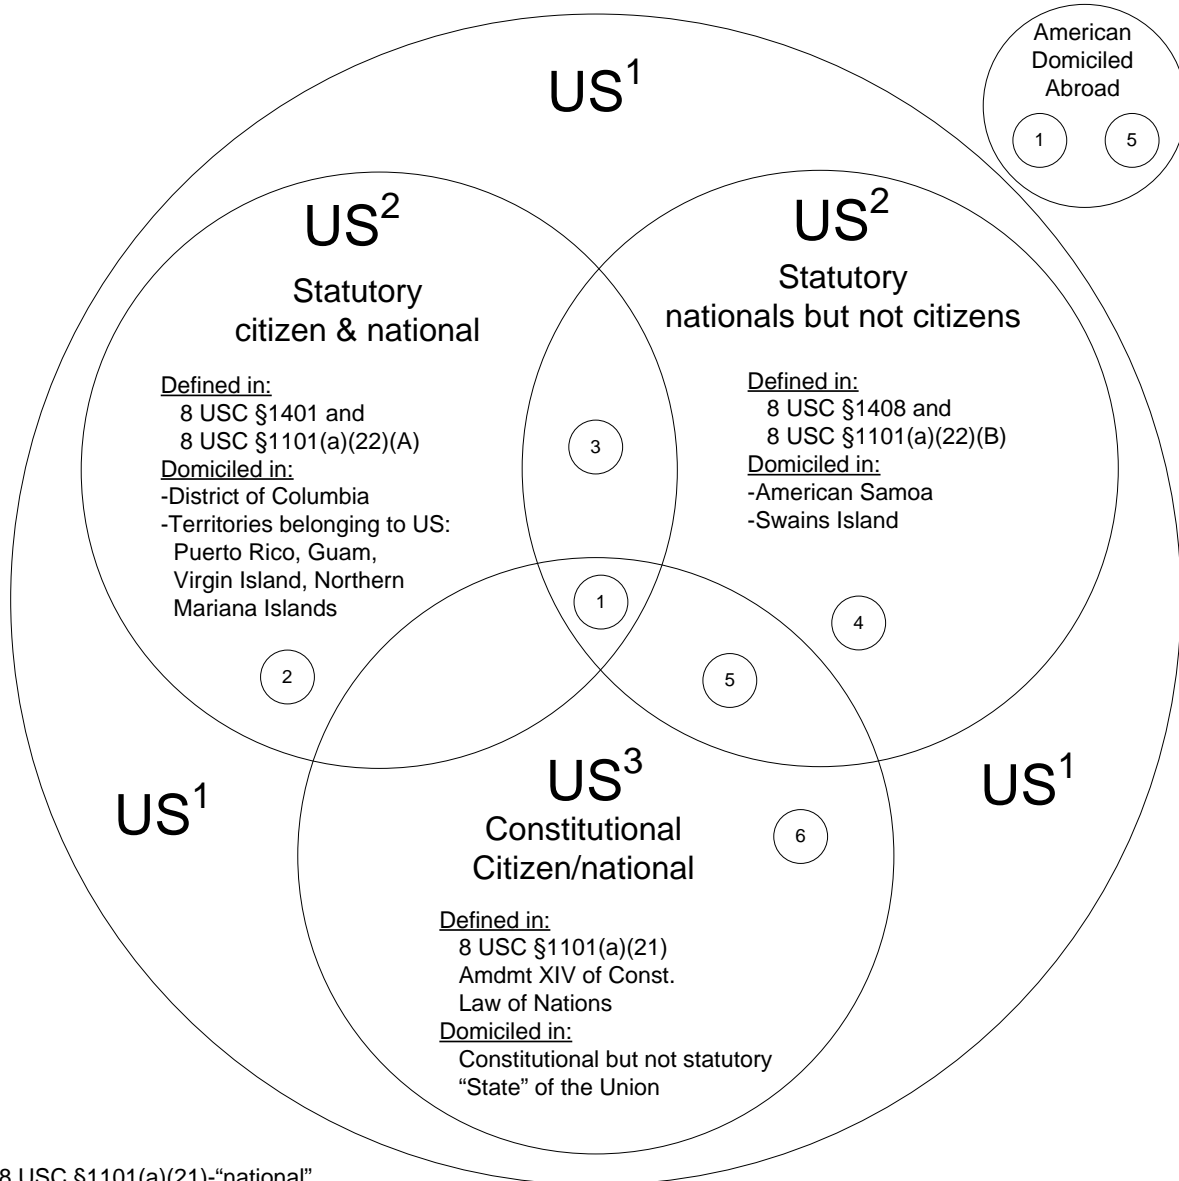 US1
American
Domiciled
Abroad
1
5
US2
Statutory
citizen & national
Defined in:
8 USC §1401 and
8 USC §1101(a)(22)(A)
Domiciled in:
-District of Columbia
-Territories belonging to US:
Puerto Rico, Guam,
Virgin Island, Northern
Mariana Islands
2
3
1
US2
Statutory
nationals but not citizens
Defined in:
8 USC §1408 and
8 USC §1101(a)(22)(B)
Domiciled in:
-American Samoa
-Swains Island
4
5
US1
US3
Constitutional
Citizen/national
6
Defined in:
8 USC §1101(a)(21)
Amdmt XIV of Const.
Law of Nations
Domiciled in:
Constitutional but not statutory
“State” of the Union
US1
8 USC §1101(a)(21)-“national”